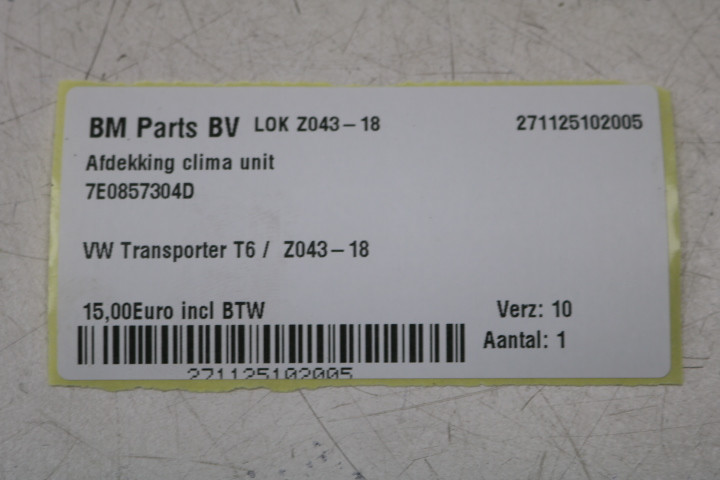 BM Parts BV LOK Z043-18 271125102005
Afdekking clima unit
7E0857304D
VW Transporter T6 / Z043-18
15,00Euro incl BTW Verz: 10
Aantal: 1
271125102005